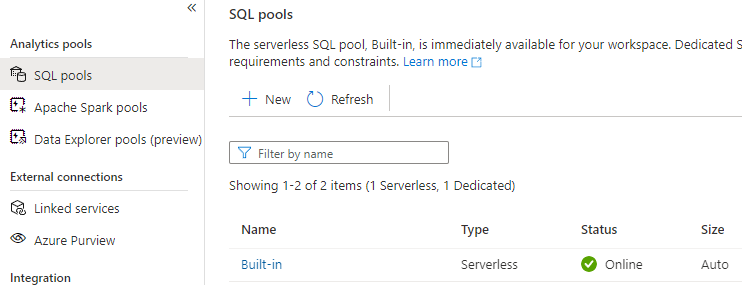 «
Analytics pools
SQL pools
Apache Spark pools
Data Explorer pools (preview)
External connections
Linked services
Azure Purview
Integration
SQL pools
The serverless SQL pool, Built-in, is immediately available for your workspace. Dedicated S
requirements and constraints. Learn more
New Refresh
Filter by name
Showing 1-2 of 2 items (1 Serverless, 1 Dedicated)
Name Type Status Size
Built-in Serverless Online Auto